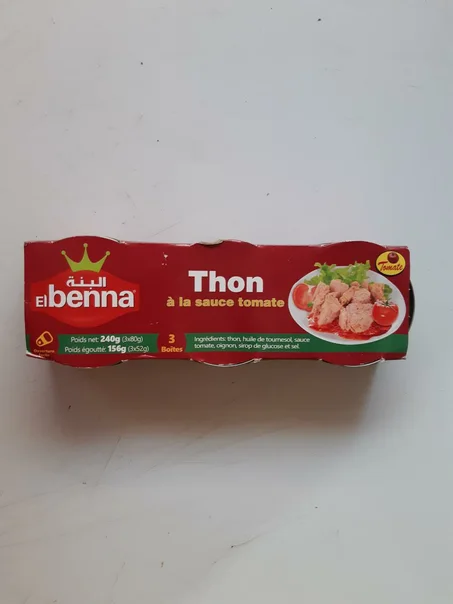 البنة
El benna
Thon
à la sauce tomate
Tomate
Poids net: 240g (3x80g)
Poids égoutté: 156g (3x52g)
3
Boîtes
Ingrédients: thon, huile de tournesol, sauce
tomate, oignon, sirop de glucose et sel.